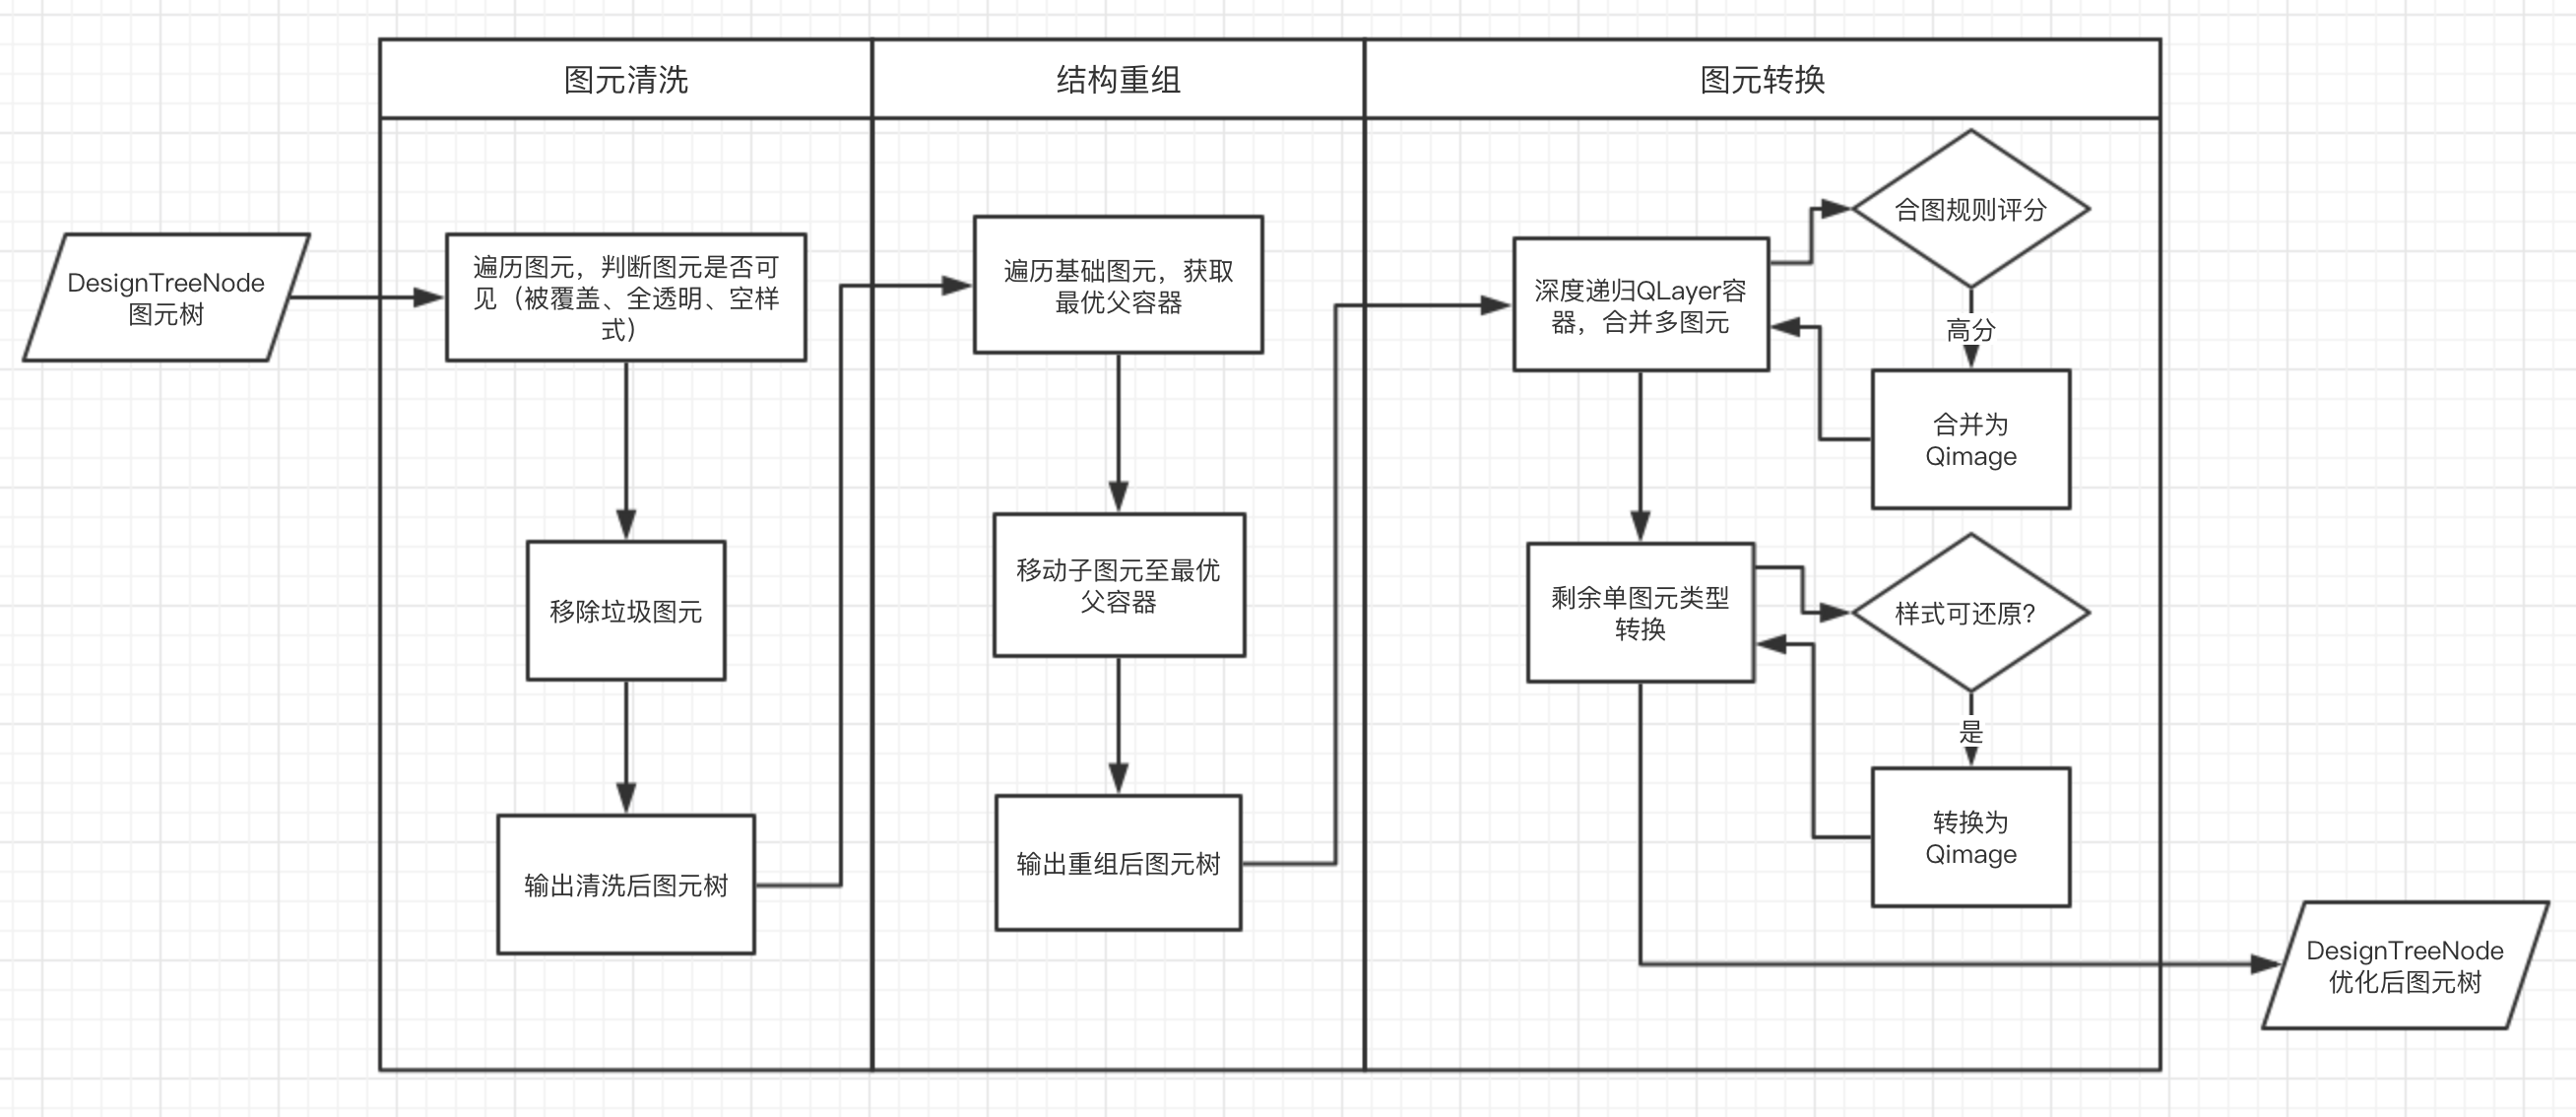 图元清洗
结构重组
图元转换
DesignTreeNode
图元树
遍历图元，判断图元是否可
见（被覆盖、全透明、空样
式）
移除垃圾图元
输出清洗后图元树
遍历基础图元，获取
最优父容器
移动子图元至最优
父容器
输出重组后图元树
深度递归QLayer容
器，合并多图元
合图规则评分
高分
合并为
Qimage
剩余单图元类型
转换
样式可还原?
是
转换为
Qimage
DesignTreeNode
优化后图元树